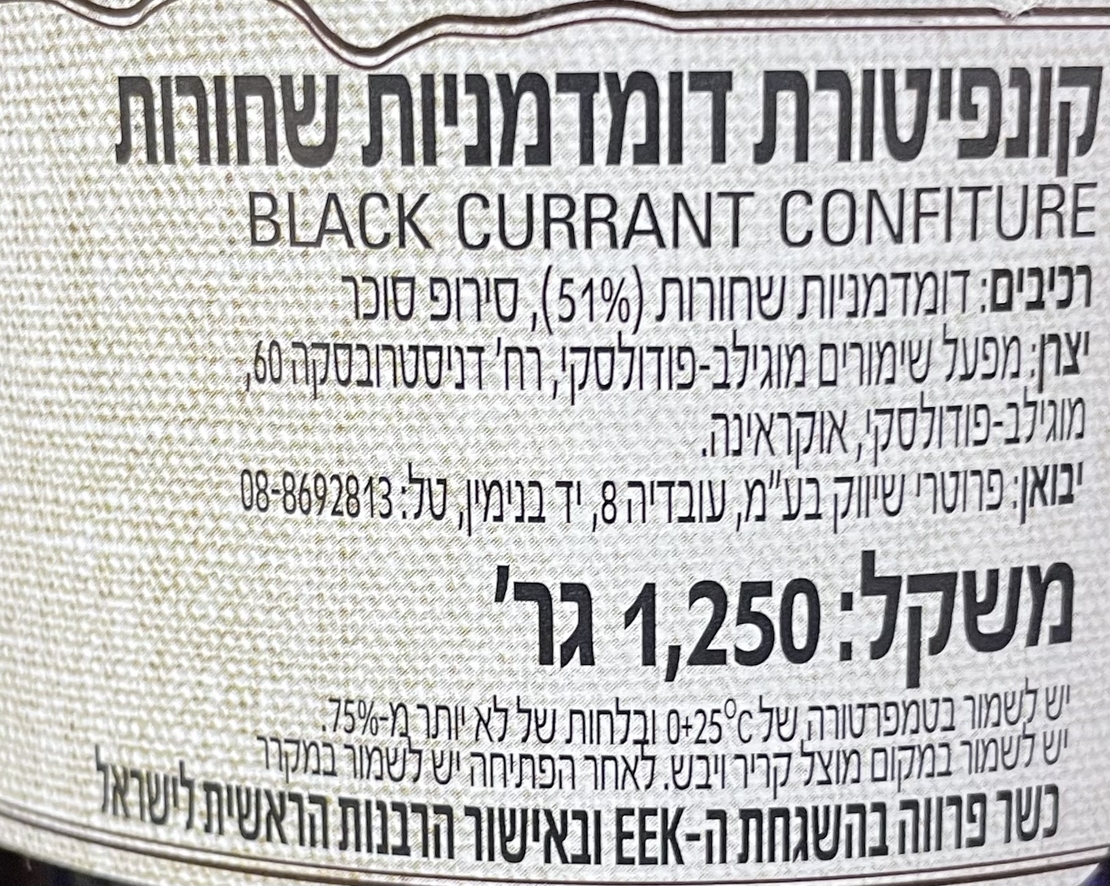 קונפיטורת דומדמניות שחורות
BLACK CURRANT CONFITURE
רכיבים: דומדמניות שחורות (51%), סירופ סוכר
יצרן: מפעל שימורים מוגילב-פודולסקי, רח' דניסטרובסקה 60,
מוגילב-פודולסקי, אוקראינה.
יבואן: פרוטרי שיווק בע"מ, עובדיה 8, יד בנימין, טל: 08-8692813
משקל: 1,250 גר'
יש לשמור בטמפרטורה של 0+25°C ובלחות של לא יותר מ-75%.
יש לשמור במקום מוצל קריר ויבש. לאחר הפתיחה יש לשמור במקרר
כשר פרווה בהשגחת ה-EEK ובאישור הרבנות הראשית לישראל